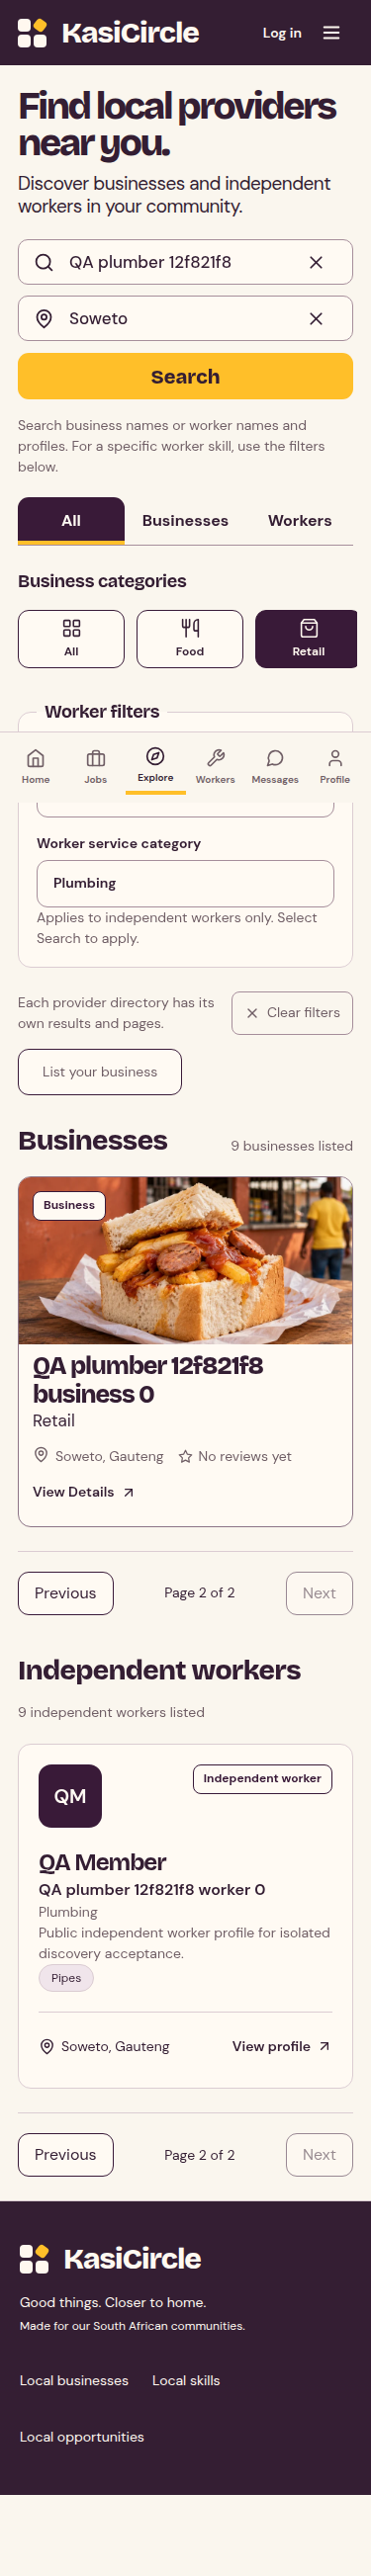 KasiCircle
Log in
Find local providers
near you.
Discover businesses and independent
workers in your community.
QA plumber 12f821f8
Soweto
Search
Search business names or worker names and
profiles. For a specific worker skill, use the filters
below.
All
Businesses
Workers
Business categories
All
Food
Retail
Worker filters
Home
Jobs
Explore
Workers
Messages
Profile
Worker service category
Plumbing
Applies to independent workers only. Select
Search to apply.
Each provider directory has its
own results and pages.
Clear filters
List your business
Businesses
9 businesses listed
Business
QA plumber 12f821f8
business 0
Retail
Soweto, Gauteng
No reviews yet
View Details
Previous
Page 2 of 2
Next
Independent workers
9 independent workers listed
QM
Independent worker
QA Member
QA plumber 12f821f8 worker 0
Plumbing
Public independent worker profile for isolated
discovery acceptance.
Pipes
Soweto, Gauteng
View profile
Previous
Page 2 of 2
Next
KasiCircle
Good things. Closer to home.
Made for our South African communities.
Local businesses
Local skills
Local opportunities